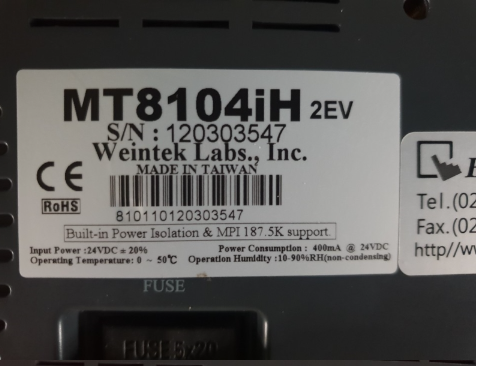 MT8104iH 2EV
S/N : 120303547
Weintek Labs., Inc.
MADE IN TAIWAN
CE
RoHS
810110120303547
Built-in Power Isolation & MPI 187.5K support.
Input Power :24VDC ± 20% Power Consumption : 400mA @ 24VDC
Operating Temperature: 0 ~ 50℃ Operation Humidity :10-90%RH(non-condensing)
FUSE
FUSE 5x20
Tel.(02
Fax.(02
http//w